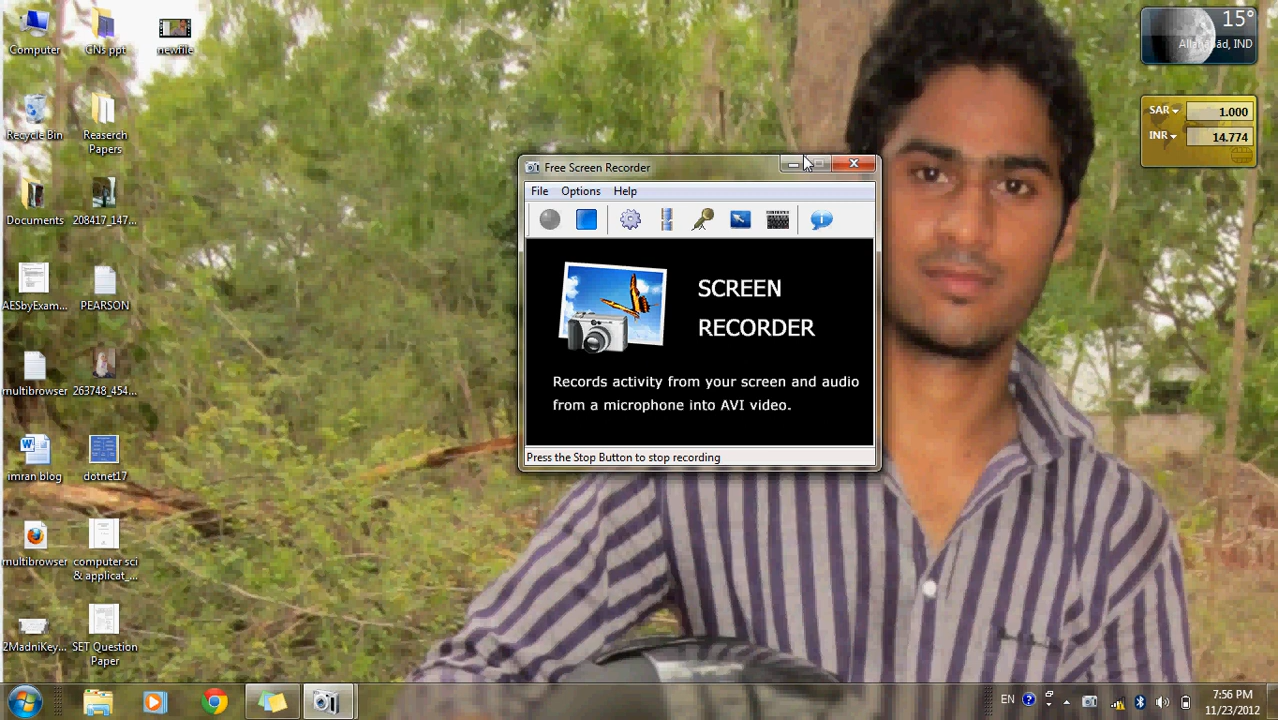 Computer
GNs ppt
newfile
Recycle Bin
Reaserch
Papers
Documents
208417_147...
AESbyExam...
PEARSON
multibrowser
263748_454...
imran blog
dotnet17
multibrowser
computer sci
& applicat_...
2MadniKey...
SET Question
Paper
15°
Allahābād, IND
SAR
1.000
INR
14.774
Free Screen Recorder
File
Options
Help
SCREEN
RECORDER
Records activity from your screen and audio
from a microphone into AVI video.
Press the Stop Button to stop recording
EN
7:56 PM
11/23/2012